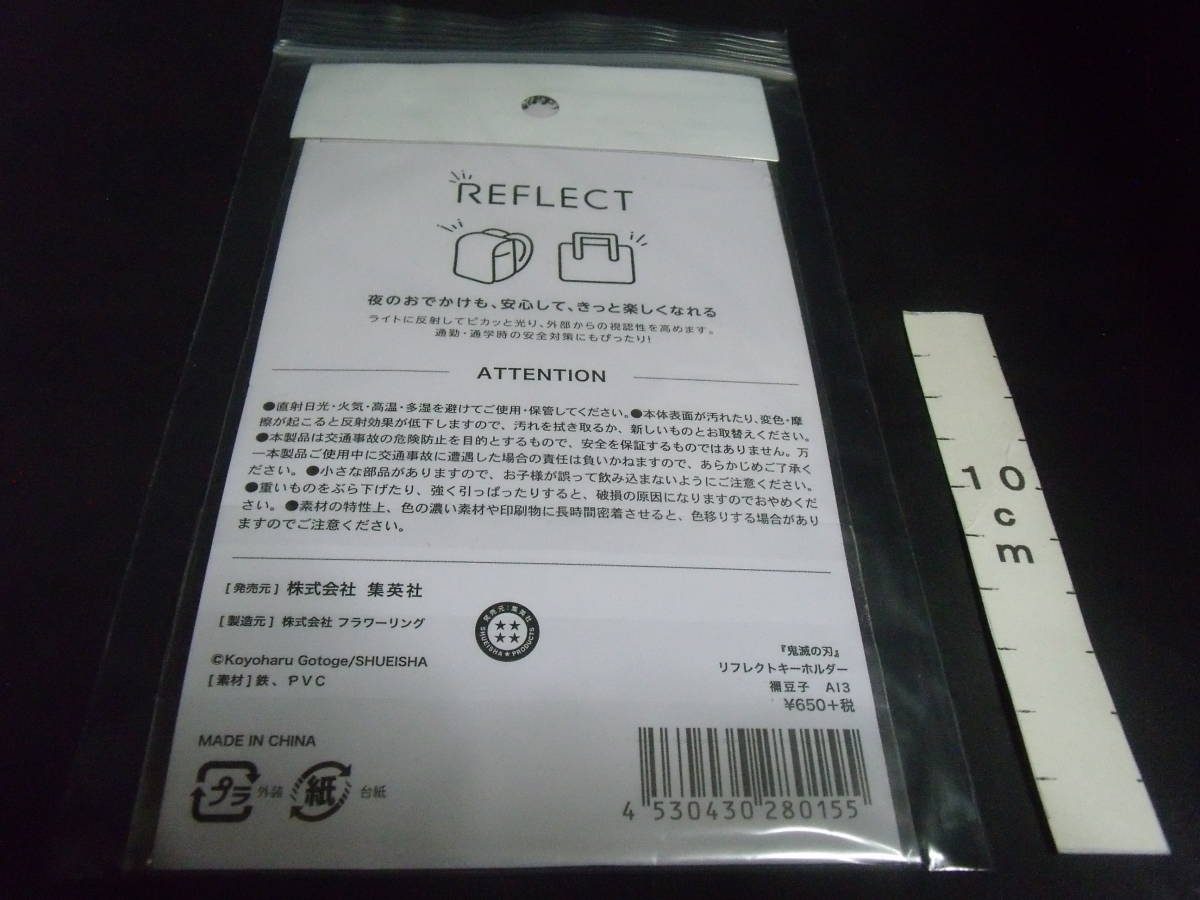 REFLECT
夜のおでかけも、安心して、きっと楽しくなれる
ライトに反射してピカッと光り、外部からの視認性を高めます。
通勤・通学時の安全対策にもぴったり!
ATTENTION
●直射日光・火気・高温・多湿を避けてご使用・保管してください。●本体表面が汚れたり、変色・摩
擦が起こると反射効果が低下しますので、汚れを拭き取るか、新しいものとお取替えください。
●本製品は交通事故の危険防止を目的とするもので、安全を保証するものではありません。万
一本製品ご使用中に交通事故に遭遇した場合の責任は負いかねますので、あらかじめご了承く
ださい。●小さな部品がありますので、お子様が誤って飲み込まないようにご注意ください。
●重いものをぶら下げたり、強く引っぱったりすると、破損の原因になりますのでおやめくだ
さい。●素材の特性上、色の濃い素材や印刷物に長時間密着させると、色移りする場合があり
ますのでご注意ください。
[発売元] 株式会社 集英社
[製造元] 株式会社 フラワーリング
発売元:集英社
SHUEISHA★PRODUCTS
©Koyoharu Gotoge/SHUEISHA
[素材] 鉄、PVC
『鬼滅の刃』
リフレクトキーホルダー
禰豆子 A13
¥650+税
MADE IN CHINA
プラ 外装 紙 台紙
4 530430 280155
10
cm